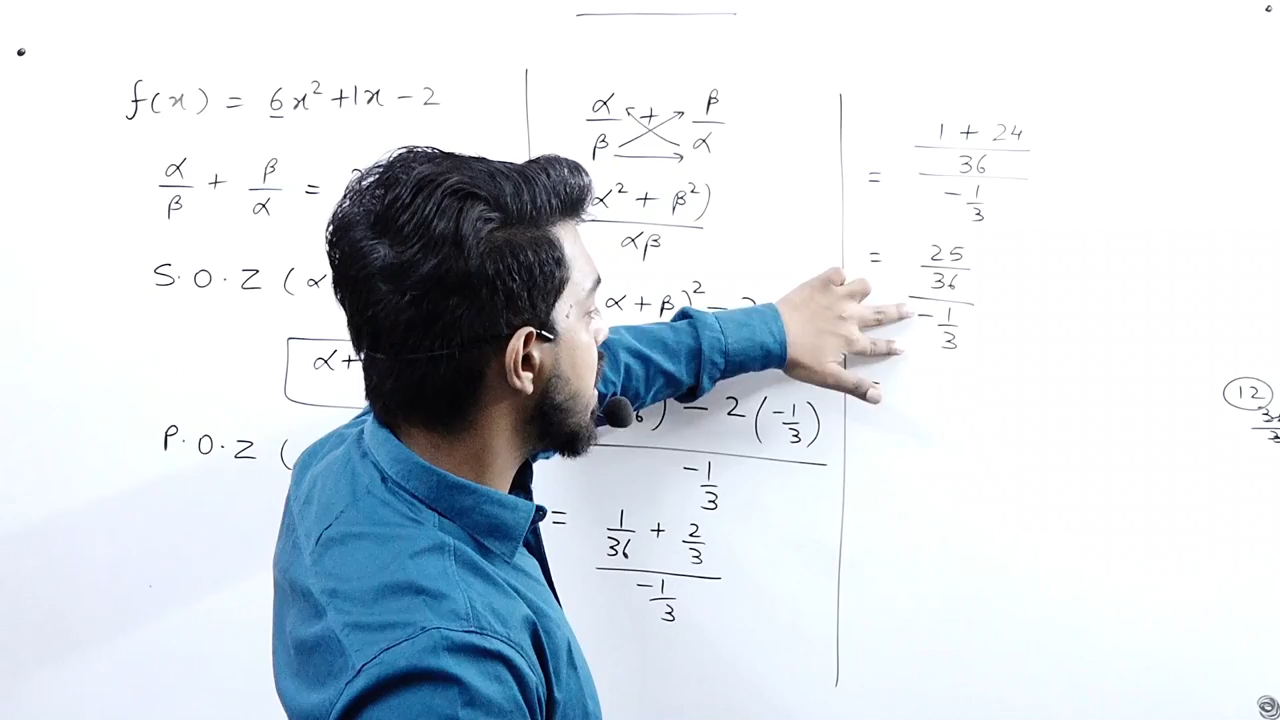 f(x) = 6x² + 1x - 2
α/β + β/α =
S.O.Z (α
α +
P.O.Z (
α/β + β/α
α² + β²)
αβ
α + β)² -
) - 2(-1/3)
-1/3
= 1/36 + 2/3
-1/3
1 + 24
= 36
-1/3
= 25/36
-1/3
=
12